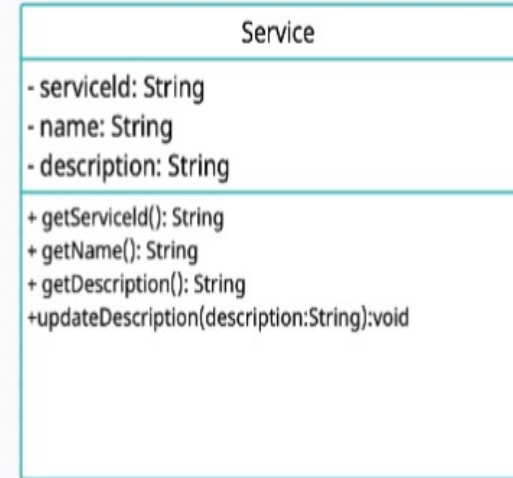 Service
- serviceId: String
- name: String
- description: String
+ getServiceId(): String
+ getName(): String
+ getDescription(): String
+updateDescription(description:String):void